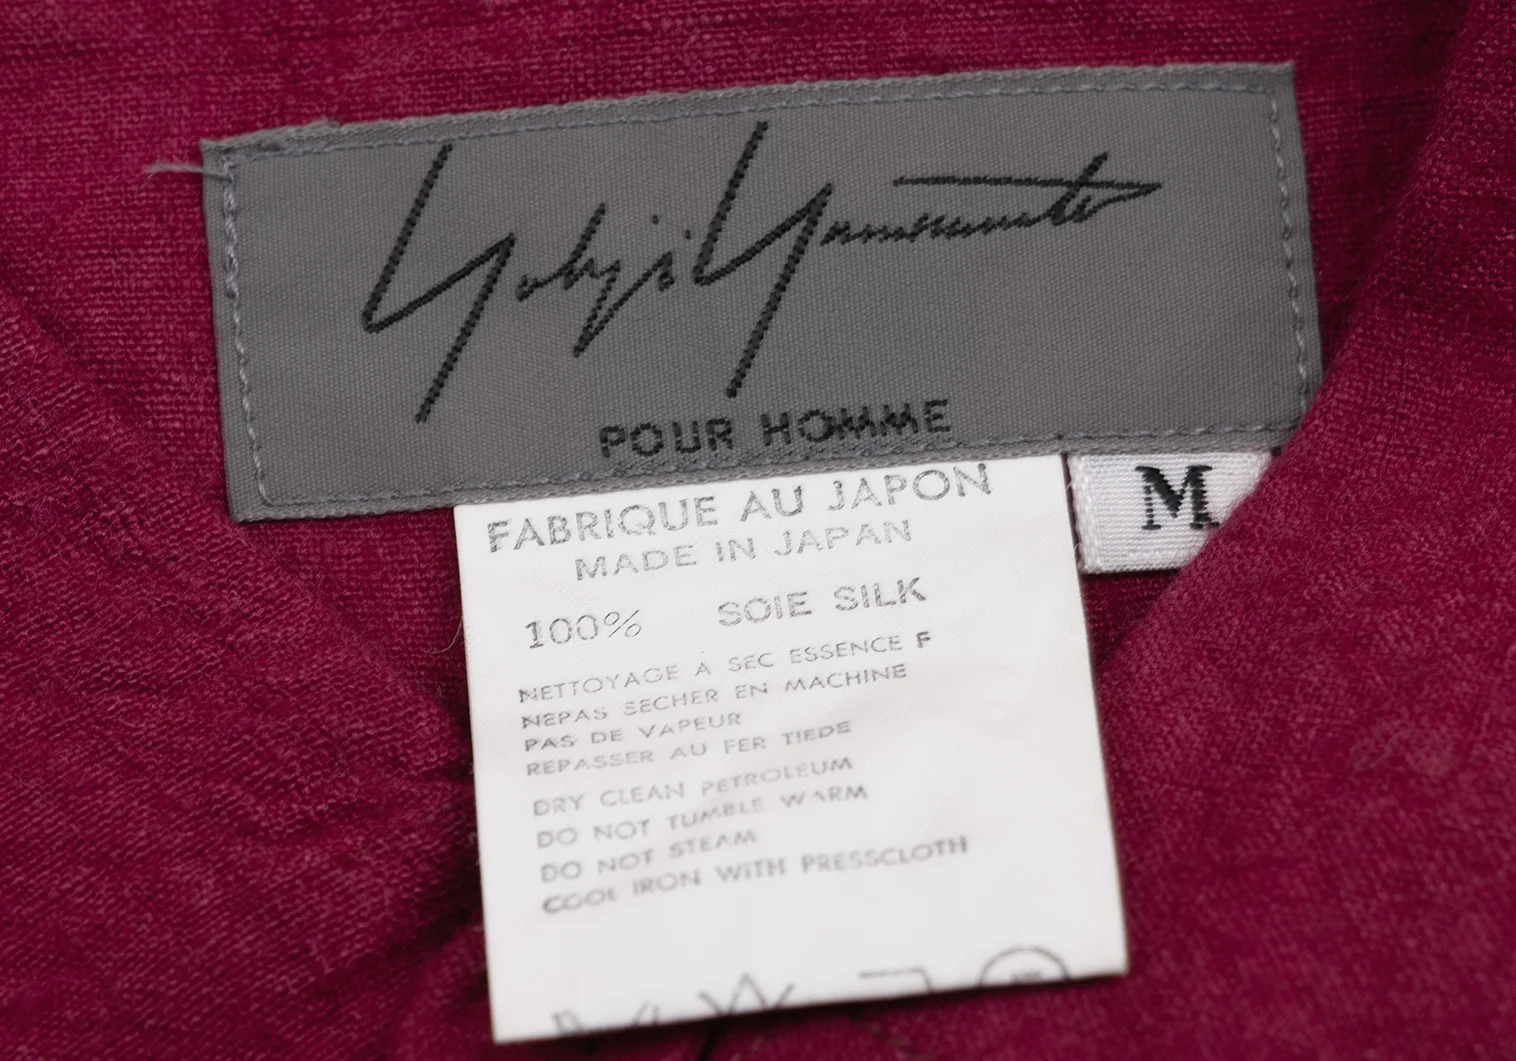 Yohji Yamamoto
POUR HOMME
M
FABRIQUE AU JAPON
MADE IN JAPAN
100% SOIE SILK
NETTOYAGE A SEC ESSENCE F
NEPAS SECHER EN MACHINE
PAS DE VAPEUR
REPASSER AU FER TIEDE
DRY CLEAN PETROLEUM
DO NOT TUMBLE WARM
DO NOT STEAM
COOL IRON WITH PRESSCLOTH